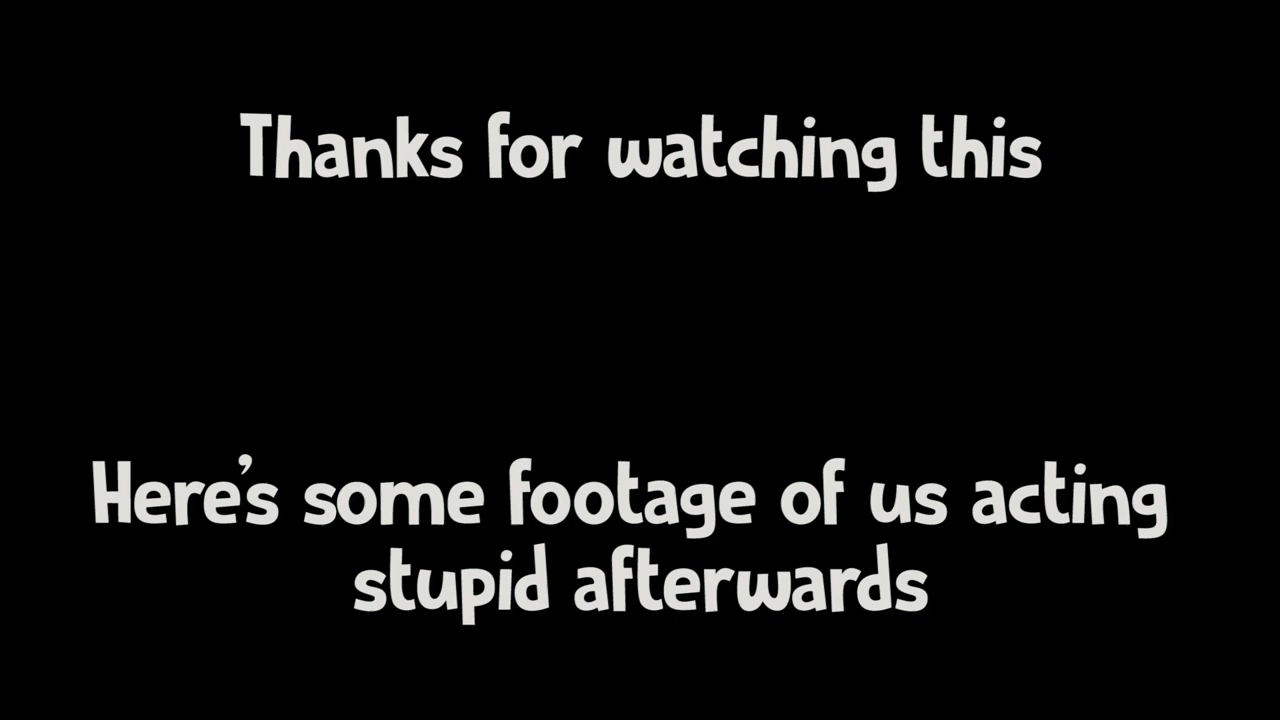 Thanks for watching this
Here's some footage of us acting
stupid afterwards